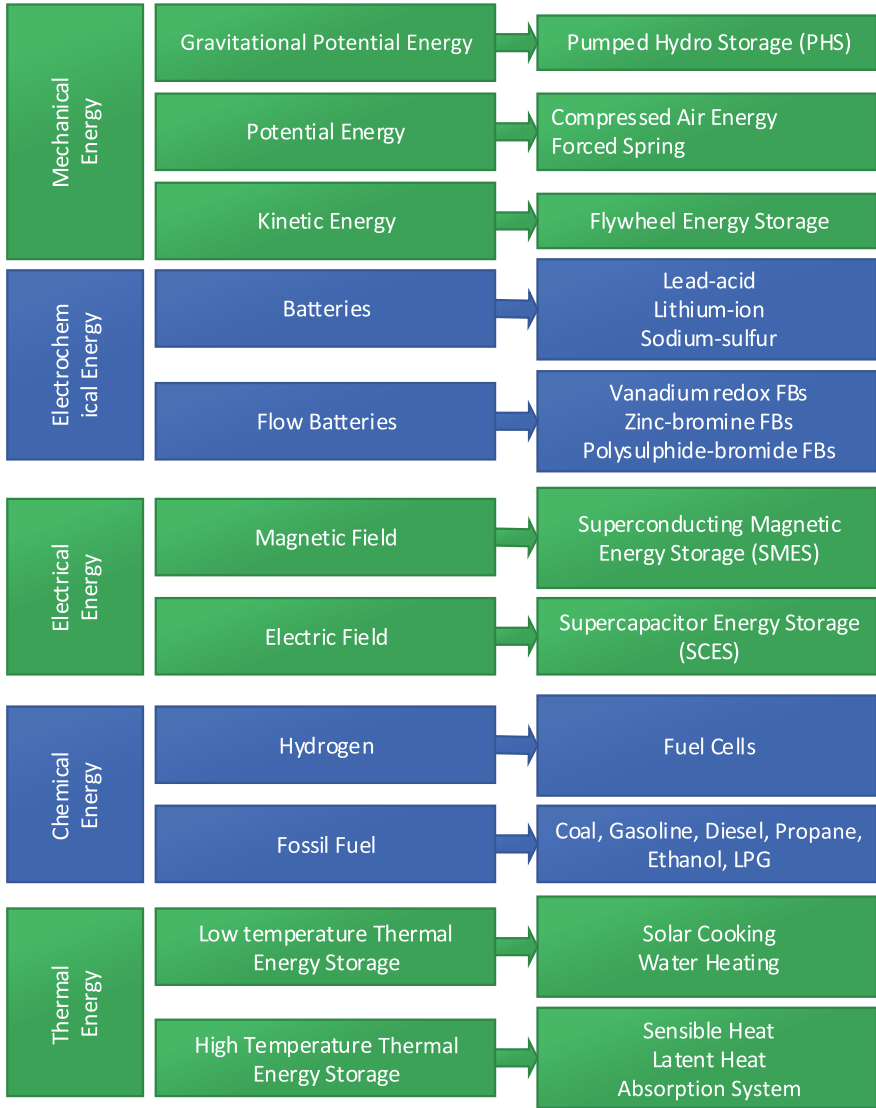 Mechanical
Energy
Gravitational Potential Energy
Pumped Hydro Storage (PHS)
Potential Energy
Compressed Air Energy
Forced Spring
Kinetic Energy
Flywheel Energy Storage
Electrochem
ical Energy
Batteries
Lead-acid
Lithium-ion
Sodium-sulfur
Flow Batteries
Vanadium redox FBs
Zinc-bromine FBs
Polysulphide-bromide FBs
Electrical
Energy
Magnetic Field
Superconducting Magnetic
Energy Storage (SMES)
Electric Field
Supercapacitor Energy Storage
(SCES)
Chemical
Energy
Hydrogen
Fuel Cells
Fossil Fuel
Coal, Gasoline, Diesel, Propane,
Ethanol, LPG
Thermal
Energy
Low temperature Thermal
Energy Storage
Solar Cooking
Water Heating
High Temperature Thermal
Energy Storage
Sensible Heat
Latent Heat
Absorption System